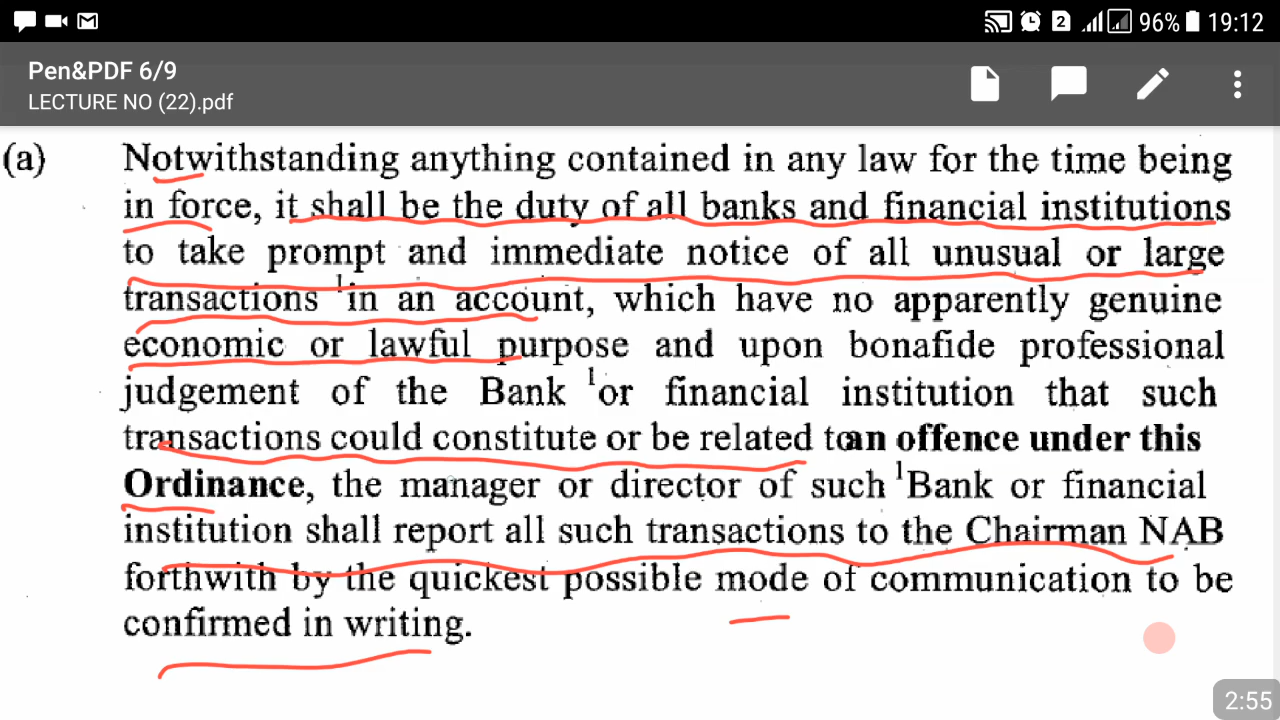 96% 19:12
Pen&PDF 6/9
LECTURE NO (22).pdf
(a) Notwithstanding anything contained in any law for the time being
in force, it shall be the duty of all banks and financial institutions
to take prompt and immediate notice of all unusual or large
transactions ¹in an account, which have no apparently genuine
economic or lawful purpose and upon bonafide professional
judgement of the Bank ¹or financial institution that such
transactions could constitute or be related to an offence under this
Ordinance, the manager or director of such ¹Bank or financial
institution shall report all such transactions to the Chairman NAB
forthwith by the quickest possible mode of communication to be
confirmed in writing.
2:55